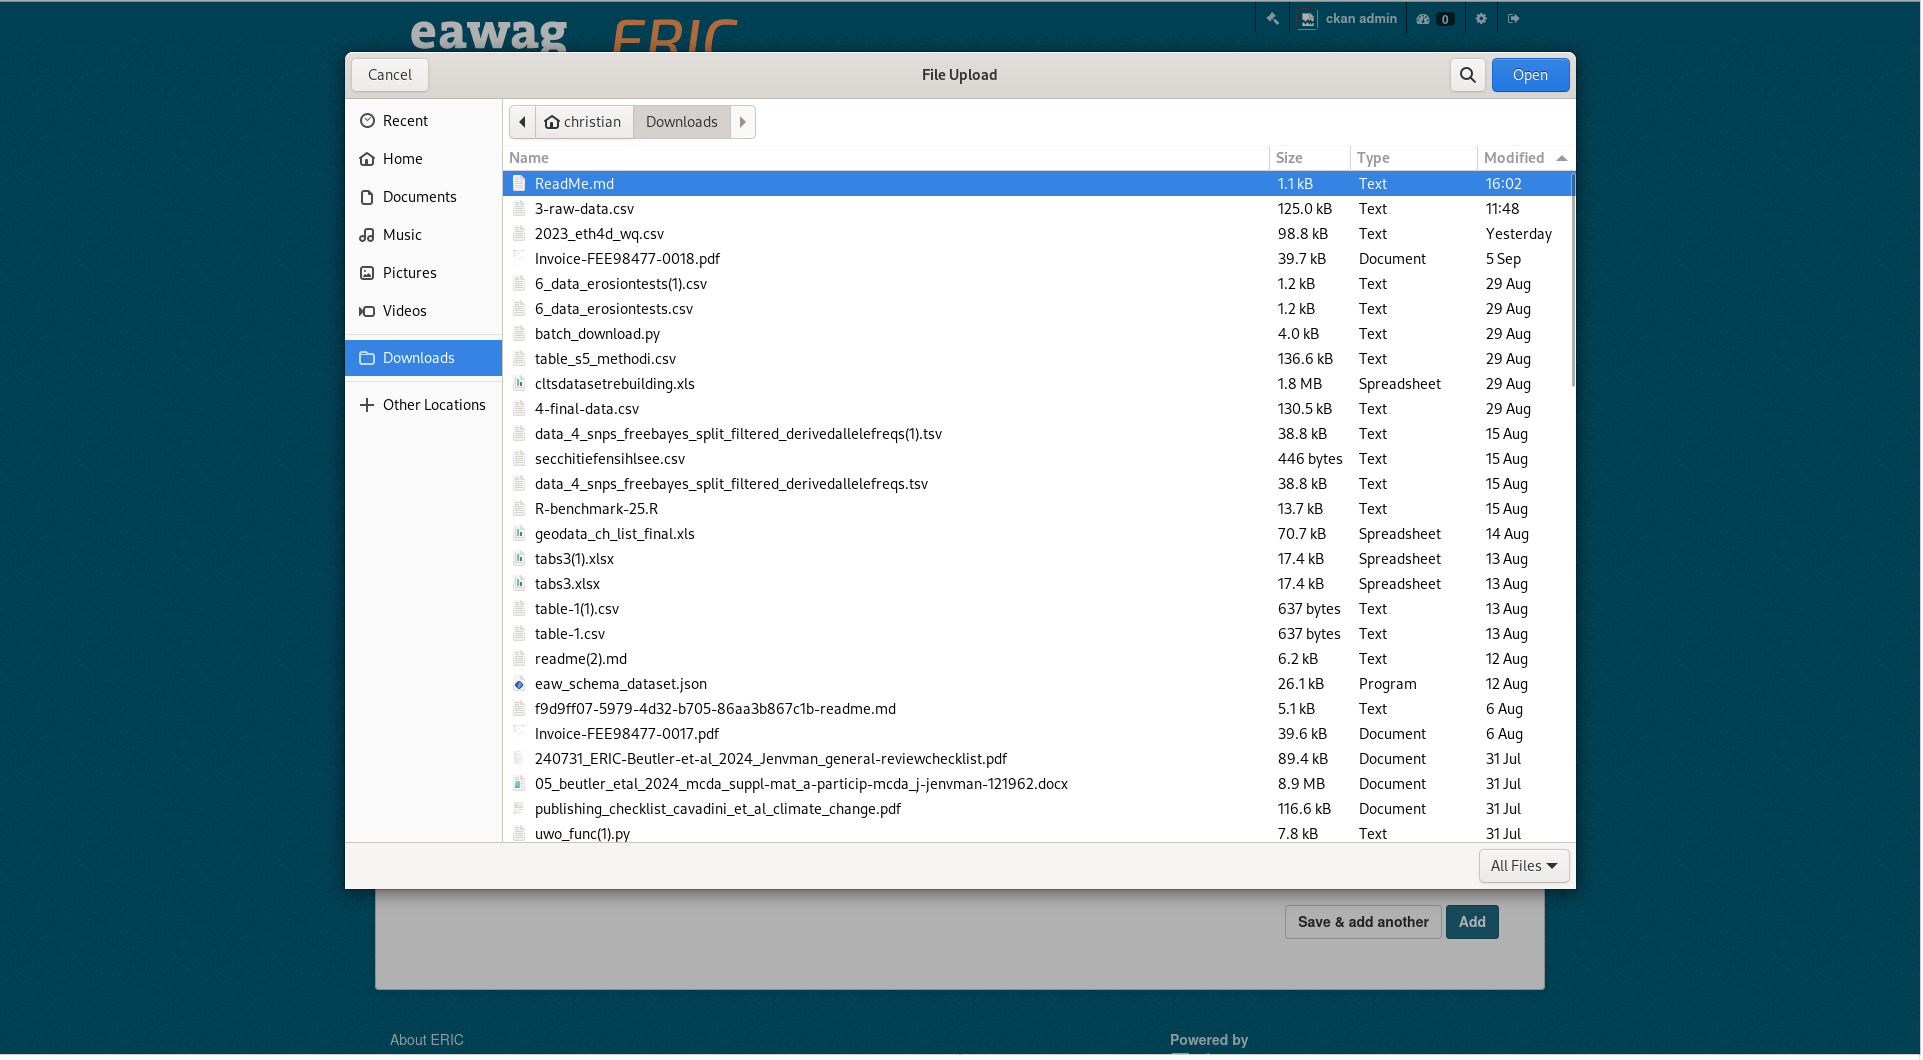 eawag ERIC
ckan admin 0
Cancel File Upload Open
Recent
Home
Documents
Music
Pictures
Videos
Downloads
Other Locations
christian Downloads
Name Size Type Modified
ReadMe.md 1.1 kB Text 16:02
3-raw-data.csv 125.0 kB Text 11:48
2023_eth4d_wq.csv 98.8 kB Text Yesterday
Invoice-FEE98477-0018.pdf 39.7 kB Document 5 Sep
6_data_erosiontests(1).csv 1.2 kB Text 29 Aug
6_data_erosiontests.csv 1.2 kB Text 29 Aug
batch_download.py 4.0 kB Text 29 Aug
table_s5_methodi.csv 136.6 kB Text 29 Aug
cltsdatasetrebuilding.xls 1.8 MB Spreadsheet 29 Aug
4-final-data.csv 130.5 kB Text 29 Aug
data_4_snps_freebayes_split_filtered_derivedallelefreqs(1).tsv 38.8 kB Text 15 Aug
secchitiefensihlsee.csv 446 bytes Text 15 Aug
data_4_snps_freebayes_split_filtered_derivedallelefreqs.tsv 38.8 kB Text 15 Aug
R-benchmark-25.R 13.7 kB Text 15 Aug
geodata_ch_list_final.xls 70.7 kB Spreadsheet 14 Aug
tabs3(1).xlsx 17.4 kB Spreadsheet 13 Aug
tabs3.xlsx 17.4 kB Spreadsheet 13 Aug
table-1(1).csv 637 bytes Text 13 Aug
table-1.csv 637 bytes Text 13 Aug
readme(2).md 6.2 kB Text 12 Aug
eaw_schema_dataset.json 26.1 kB Program 12 Aug
f9d9ff07-5979-4d32-b705-86aa3b867c1b-readme.md 5.1 kB Text 6 Aug
Invoice-FEE98477-0017.pdf 39.6 kB Document 6 Aug
240731_ERIC-Beutler-et-al_2024_Jenvman_general-reviewchecklist.pdf 89.4 kB Document 31 Jul
05_beutler_etal_2024_mcda_suppl-mat_a-particip-mcda_j-jenvman-121962.docx 8.9 MB Document 31 Jul
publishing_checklist_cavadini_et_al_climate_change.pdf 116.6 kB Document 31 Jul
uwo_func(1).py 7.8 kB Text 31 Jul
All Files
Save & add another Add
About ERIC Powered by